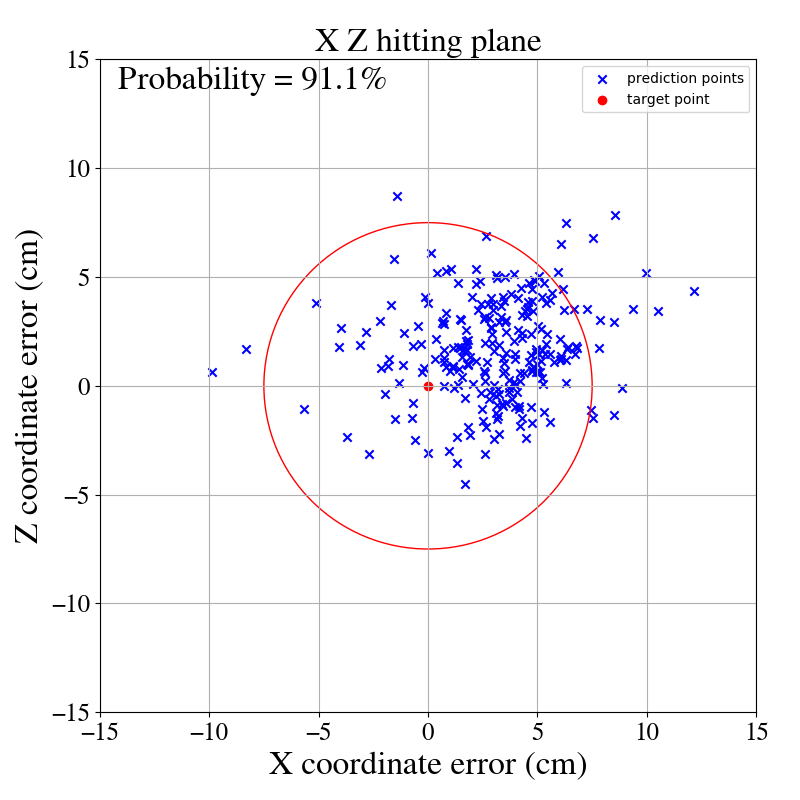 X Z hitting plane
Probability = 91.1%
prediction points
target point
Z coordinate error (cm)
15
10
5
0
−5
−10
−15
−15
−10
−5
0
5
10
15
X coordinate error (cm)